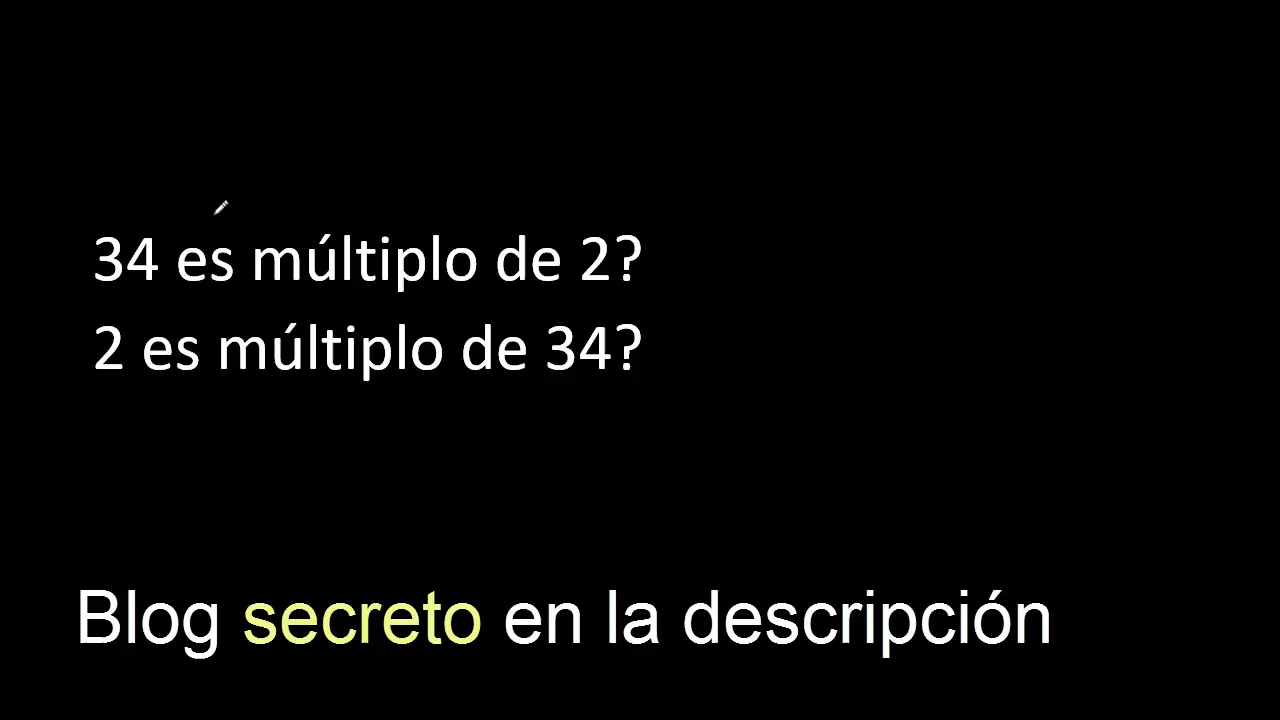 34 es múltiplo de 2?
2 es múltiplo de 34?
Blog secreto en la descripción